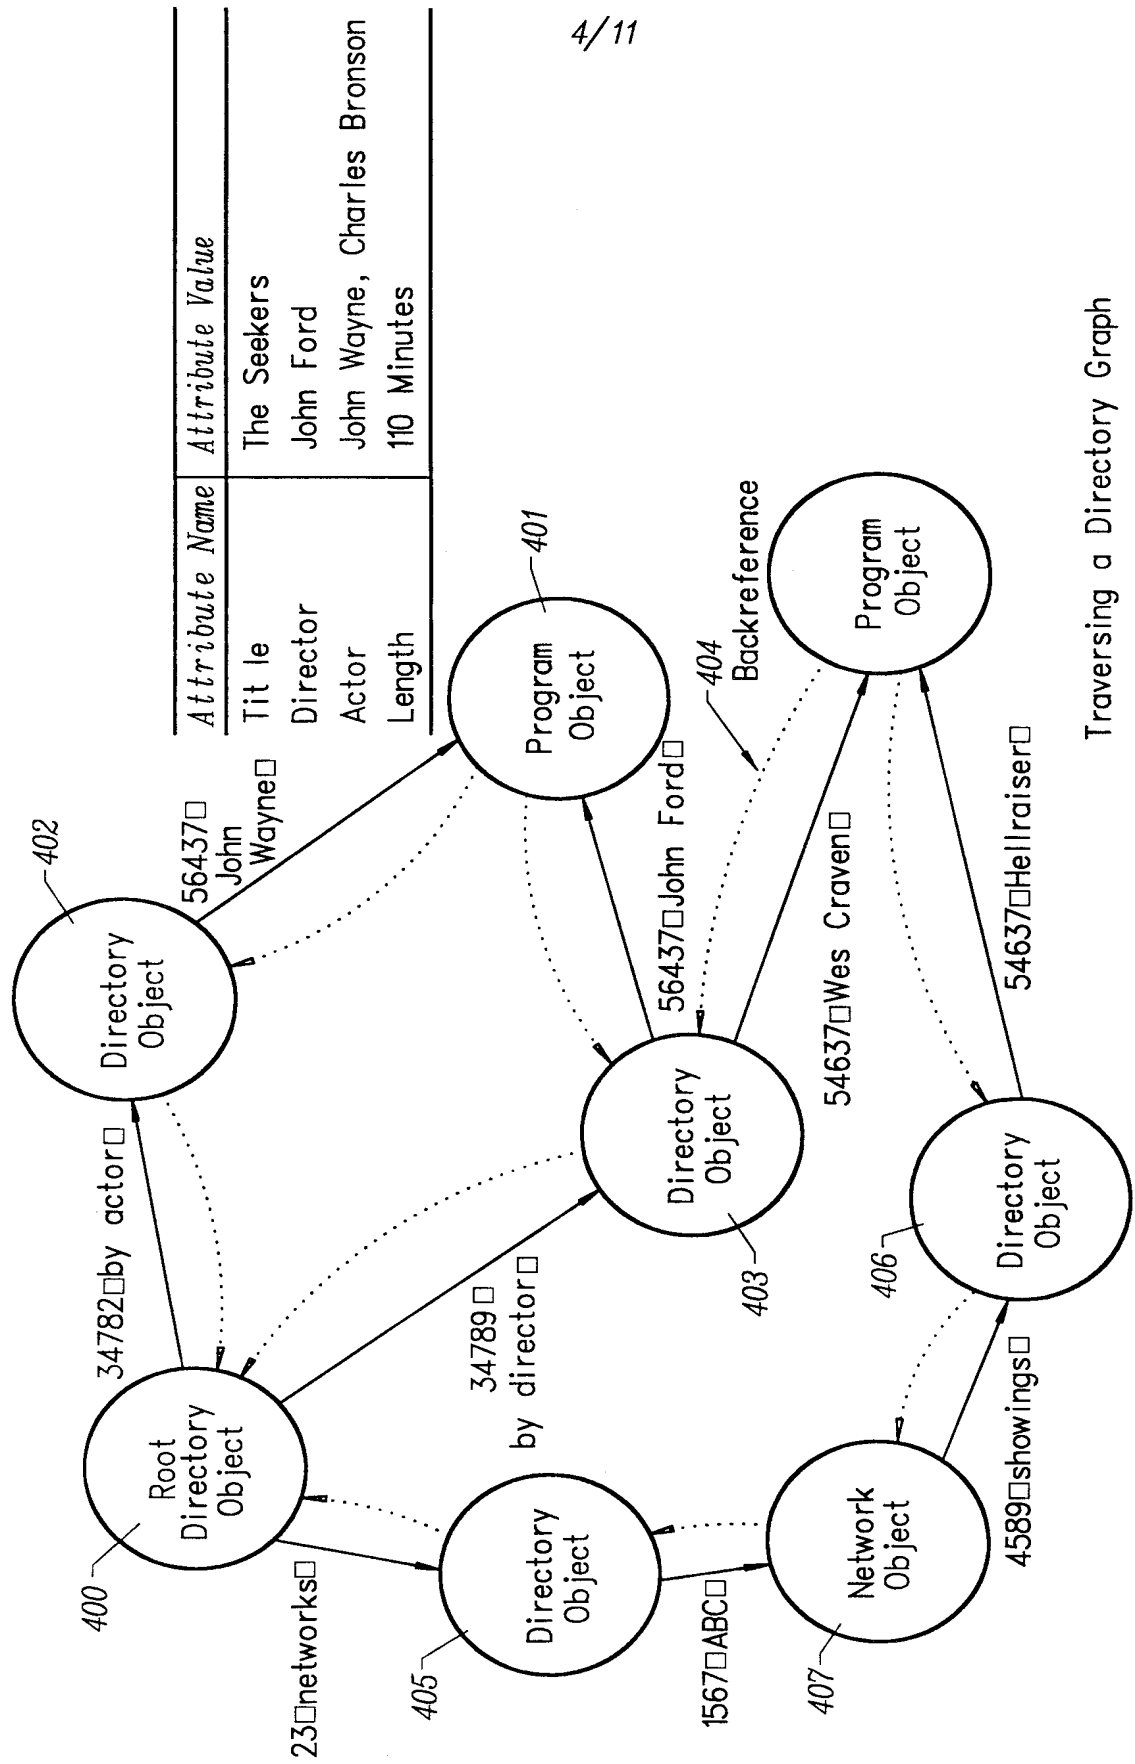 4/11
Attribute Name Attribute Value
Tit le The Seekers
Director John Ford
Actor John Wayne, Charles Bronson
Length 110 Minutes
402
Directory
Object
56437□
John
Wayne□
34782□by actor□
400
Root
Directory
Object
401
Program
Object
23□networks□
34789□
by director□
56437□John Ford□
404
Backreference
405
Directory
Object
403
Directory
Object
Program
Object
1567□ABC□
54637□Wes Craven□
407
Network
Object
406
Directory
Object
54637□Hellraiser□
4589□showings□
Traversing a Directory Graph